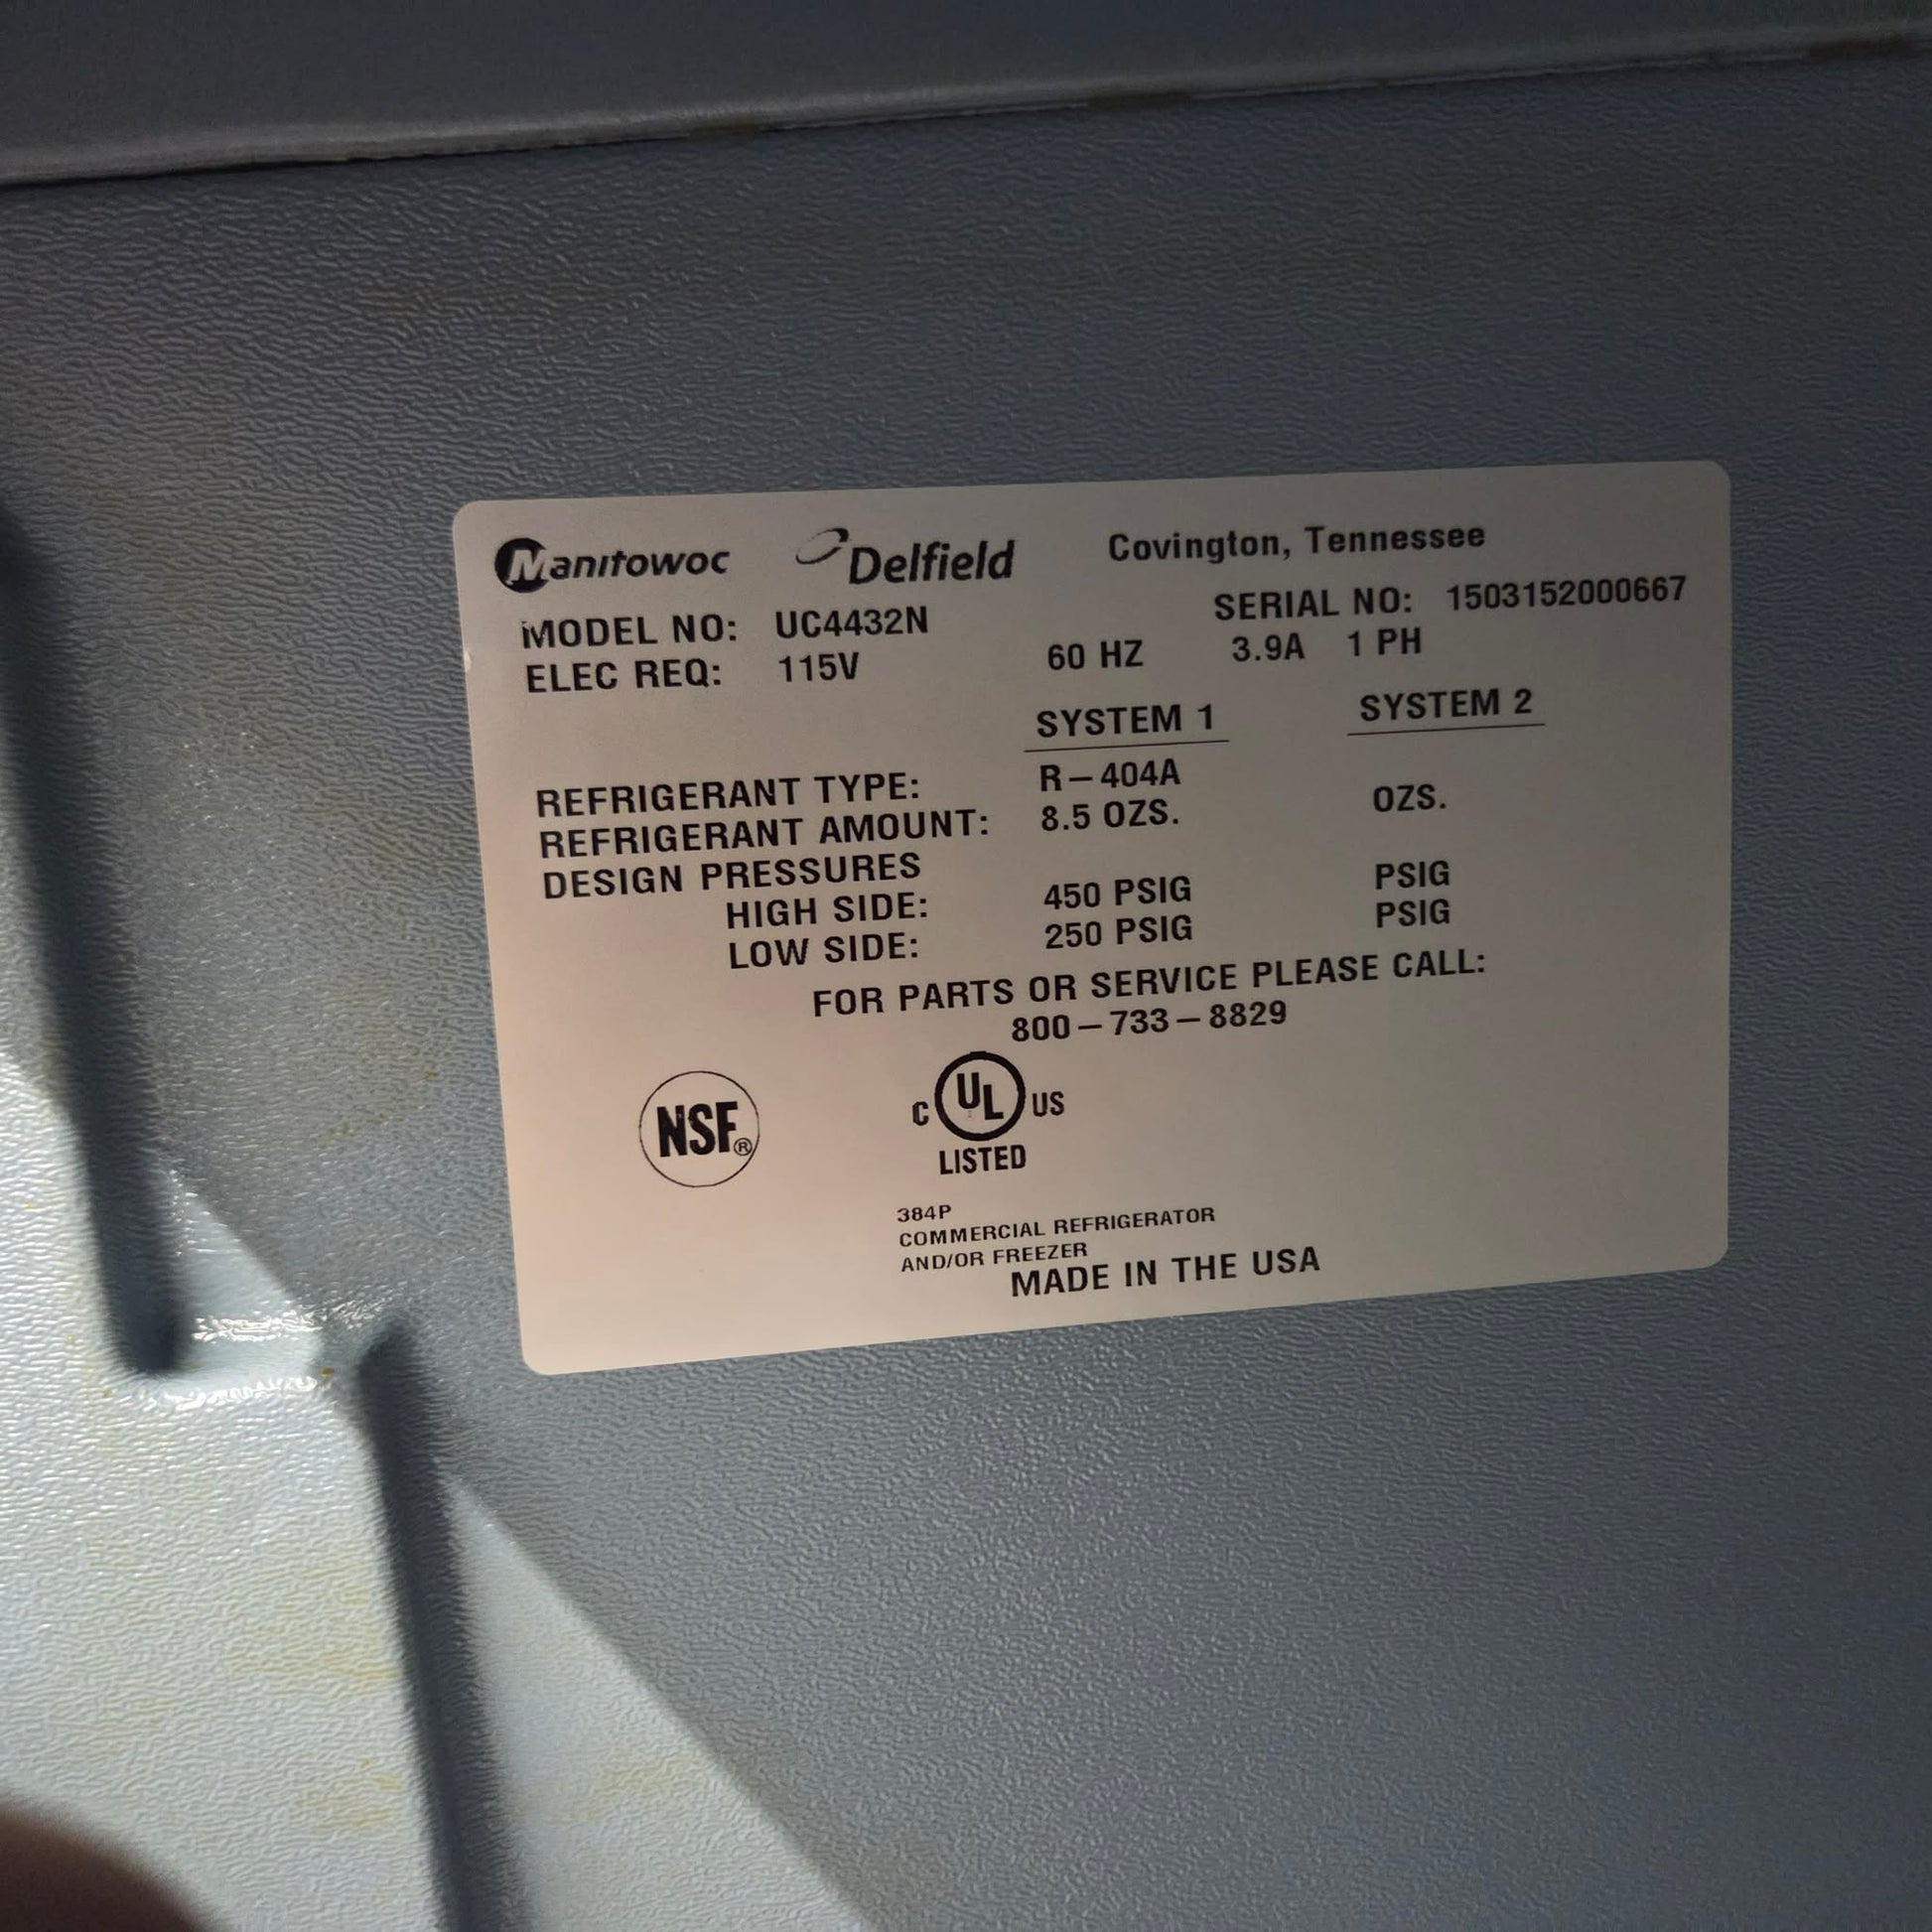 Manitowoc Delfield Covington, Tennessee
MODEL NO: UC4432N SERIAL NO: 1503152000667
ELEC REQ: 115V 60 HZ 3.9A 1 PH
SYSTEM 1 SYSTEM 2
REFRIGERANT TYPE: R-404A
REFRIGERANT AMOUNT: 8.5 OZS. OZS.
DESIGN PRESSURES
HIGH SIDE: 450 PSIG PSIG
LOW SIDE: 250 PSIG PSIG
FOR PARTS OR SERVICE PLEASE CALL:
800-733-8829
NSF®
C UL US
LISTED
384P
COMMERCIAL REFRIGERATOR
AND/OR FREEZER
MADE IN THE USA